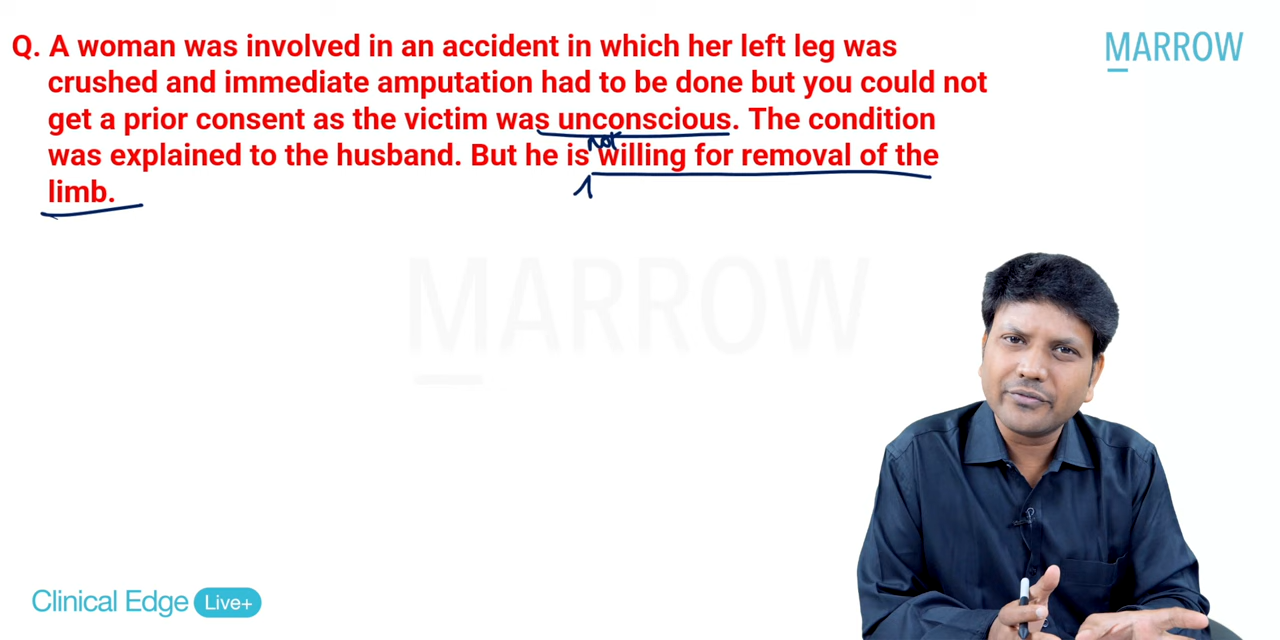 Q. A woman was involved in an accident in which her left leg was
MARROW
crushed and immediate amputation had to be done but you could not
get a prior consent as the victim was unconscious. The condition
not
was explained to the husband. But he is willing for removal of the
limb.
MARROW
Clinical Edge Live+